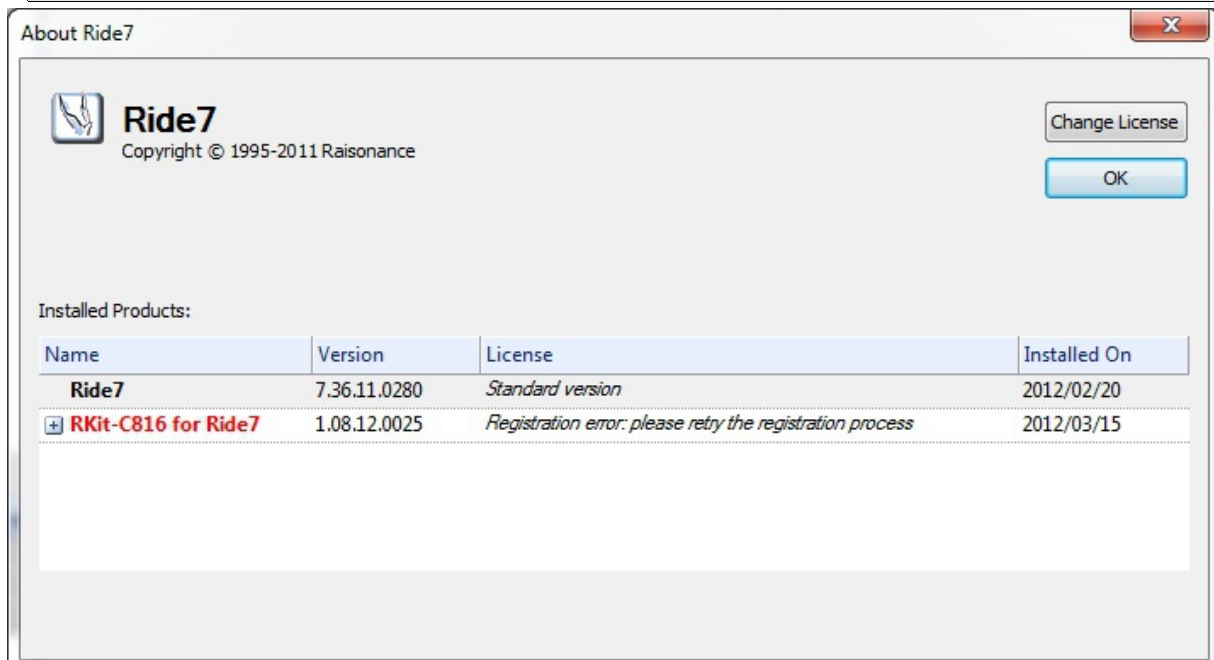 About Ride7
Ride7
Copyright © 1995-2011 Raisonance
Change License
OK
Installed Products:
Name Version License Installed On
Ride7 7.36.11.0280 Standard version 2012/02/20
RKit-C816 for Ride7 1.08.12.0025 Registration error: please retry the registration process 2012/03/15